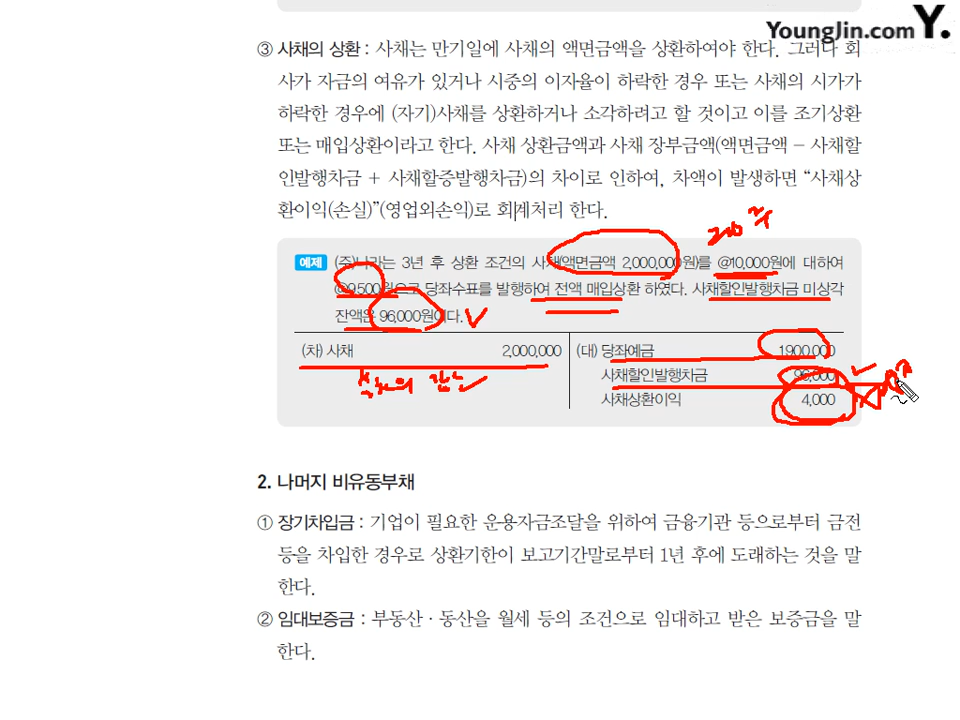 YoungJin.com Y.
③ 사채의 상환 : 사채는 만기일에 사채의 액면금액을 상환하여야 한다. 그러나 회
사가 자금의 여유가 있거나 시중의 이자율이 하락한 경우 또는 사채의 시가가
하락한 경우에 (자기)사채를 상환하거나 소각하려고 할 것이고 이를 조기상환
또는 매입상환이라고 한다. 사채 상환금액과 사채 장부금액(액면금액 - 사채할
인발행차금 + 사채할증발행차금)의 차이로 인하여, 차액이 발생하면 “사채상
환이익(손실)”(영업외손익)로 회계처리 한다.
예제 (주)나라는 3년 후 상환 조건의 사채(액면금액 2,000,000원)를 @10,000원에 대하여
@9,500원으로 당좌수표를 발행하여 전액 매입상환 하였다. 사채할인발행차금 미상각
잔액은 96,000원이다.
(차) 사채 2,000,000 (대) 당좌예금 1,900,000
사채할인발행차금 96,000
사채상환이익 4,000
2. 나머지 비유동부채
① 장기차입금 : 기업이 필요한 운용자금조달을 위하여 금융기관 등으로부터 금전
등을 차입한 경우로 상환기한이 보고기간말로부터 1년 후에 도래하는 것을 말
한다.
② 임대보증금 : 부동산 · 동산을 월세 등의 조건으로 임대하고 받은 보증금을 말
한다.